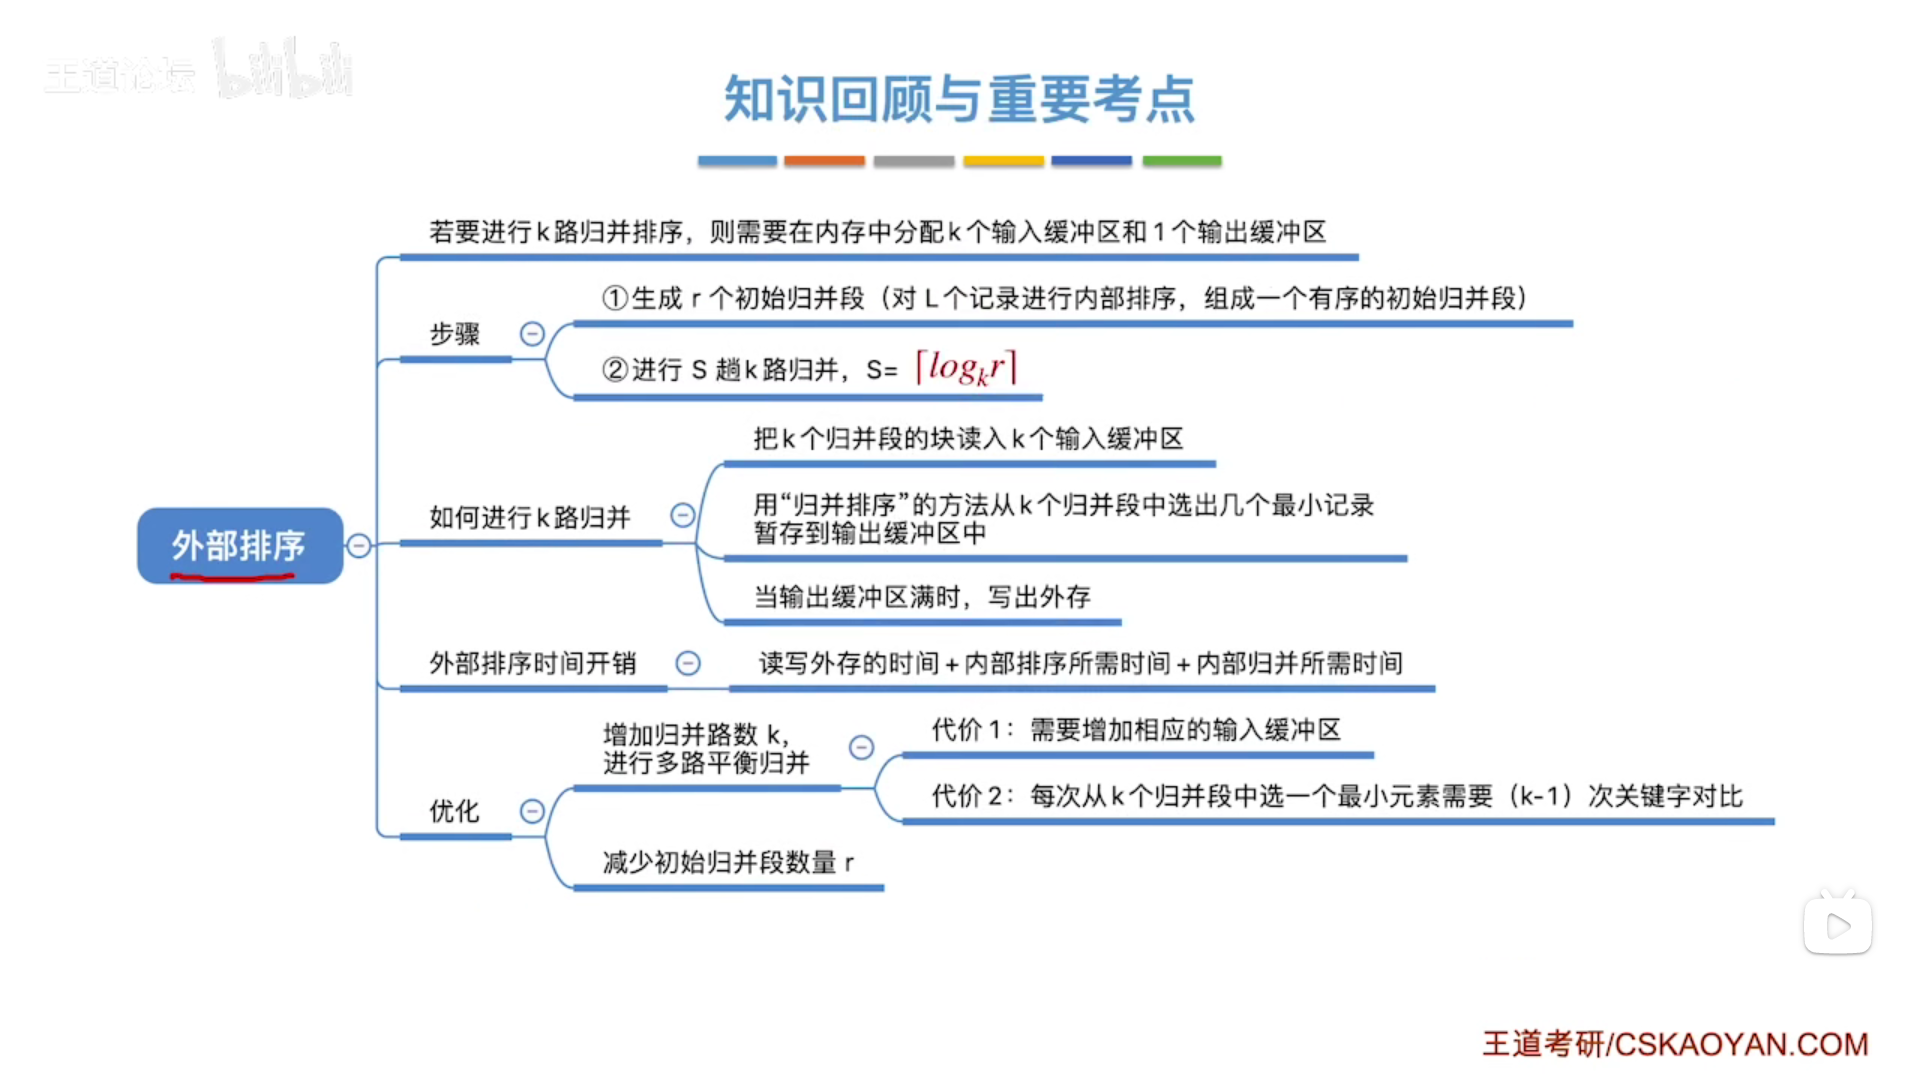 王道论坛 bilibili
知识回顾与重要考点
若要进行k路归并排序，则需要在内存中分配k个输入缓冲区和1个输出缓冲区
步骤
①生成 r 个初始归并段（对 L个记录进行内部排序，组成一个有序的初始归并段）
②进行 S 趟k路归并，S= ⌈logₖr⌉
如何进行k路归并
把k个归并段的块读入k个输入缓冲区
用“归并排序”的方法从k个归并段中选出几个最小记录
暂存到输出缓冲区中
当输出缓冲区满时，写出外存
外部排序
外部排序时间开销
读写外存的时间+内部排序所需时间+内部归并所需时间
优化
增加归并路数 k，
进行多路平衡归并
代价 1：需要增加相应的输入缓冲区
代价 2：每次从k个归并段中选一个最小元素需要（k-1）次关键字对比
减少初始归并段数量 r
王道考研/CSKAOYAN.COM